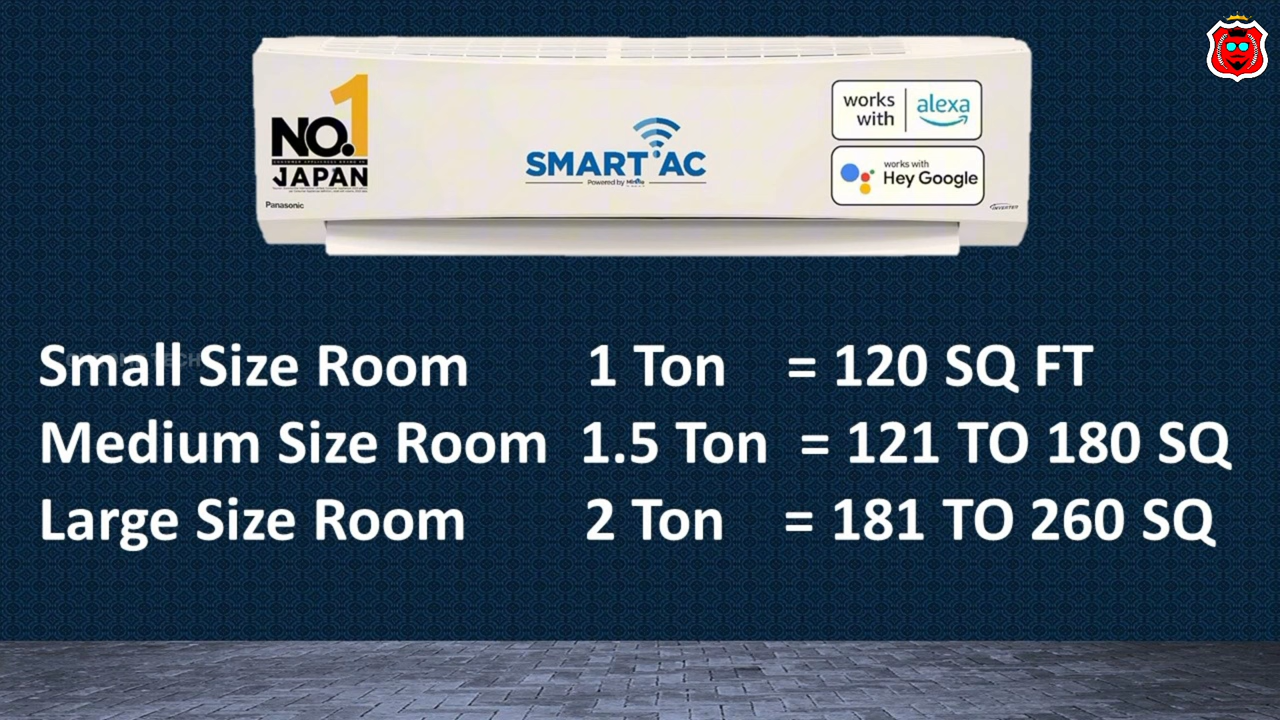 NO.1
JAPAN
Panasonic
SMART AC
Powered by
works with | alexa
works with
Hey Google
INVERTER
Small Size Room 1 Ton = 120 SQ FT
Medium Size Room 1.5 Ton = 121 TO 180 SQ
Large Size Room 2 Ton = 181 TO 260 SQ